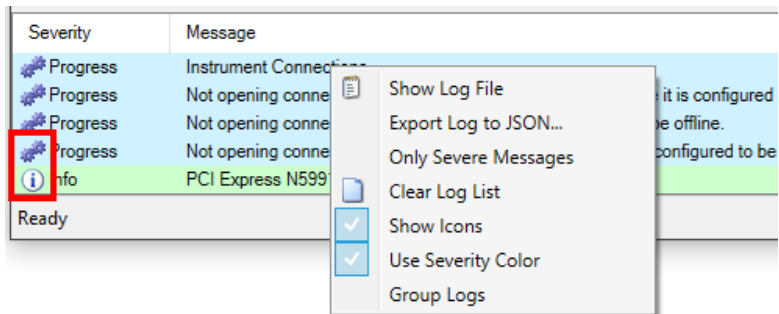 Severity Message
Progress Instrument Connections
Progress Not opening conne it is configured
Progress Not opening conne be offline.
Progress Not opening conne configured to be
Info PCI Express N599
Ready
Show Log File
Export Log to JSON...
Only Severe Messages
Clear Log List
Show Icons
Use Severity Color
Group Logs